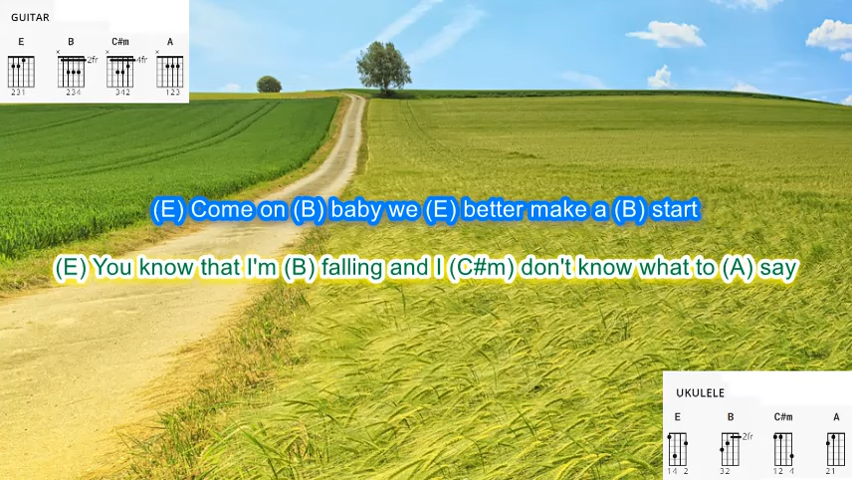 GUITAR
E B C#m A
× × ×
2fr 4fr
231 234 342 123
(E) Come on (B) baby we (E) better make a (B) start
(E) You know that I'm (B) falling and I (C#m) don't know what to (A) say
UKULELE
E B C#m A
2fr
14 2 32 12 4 21